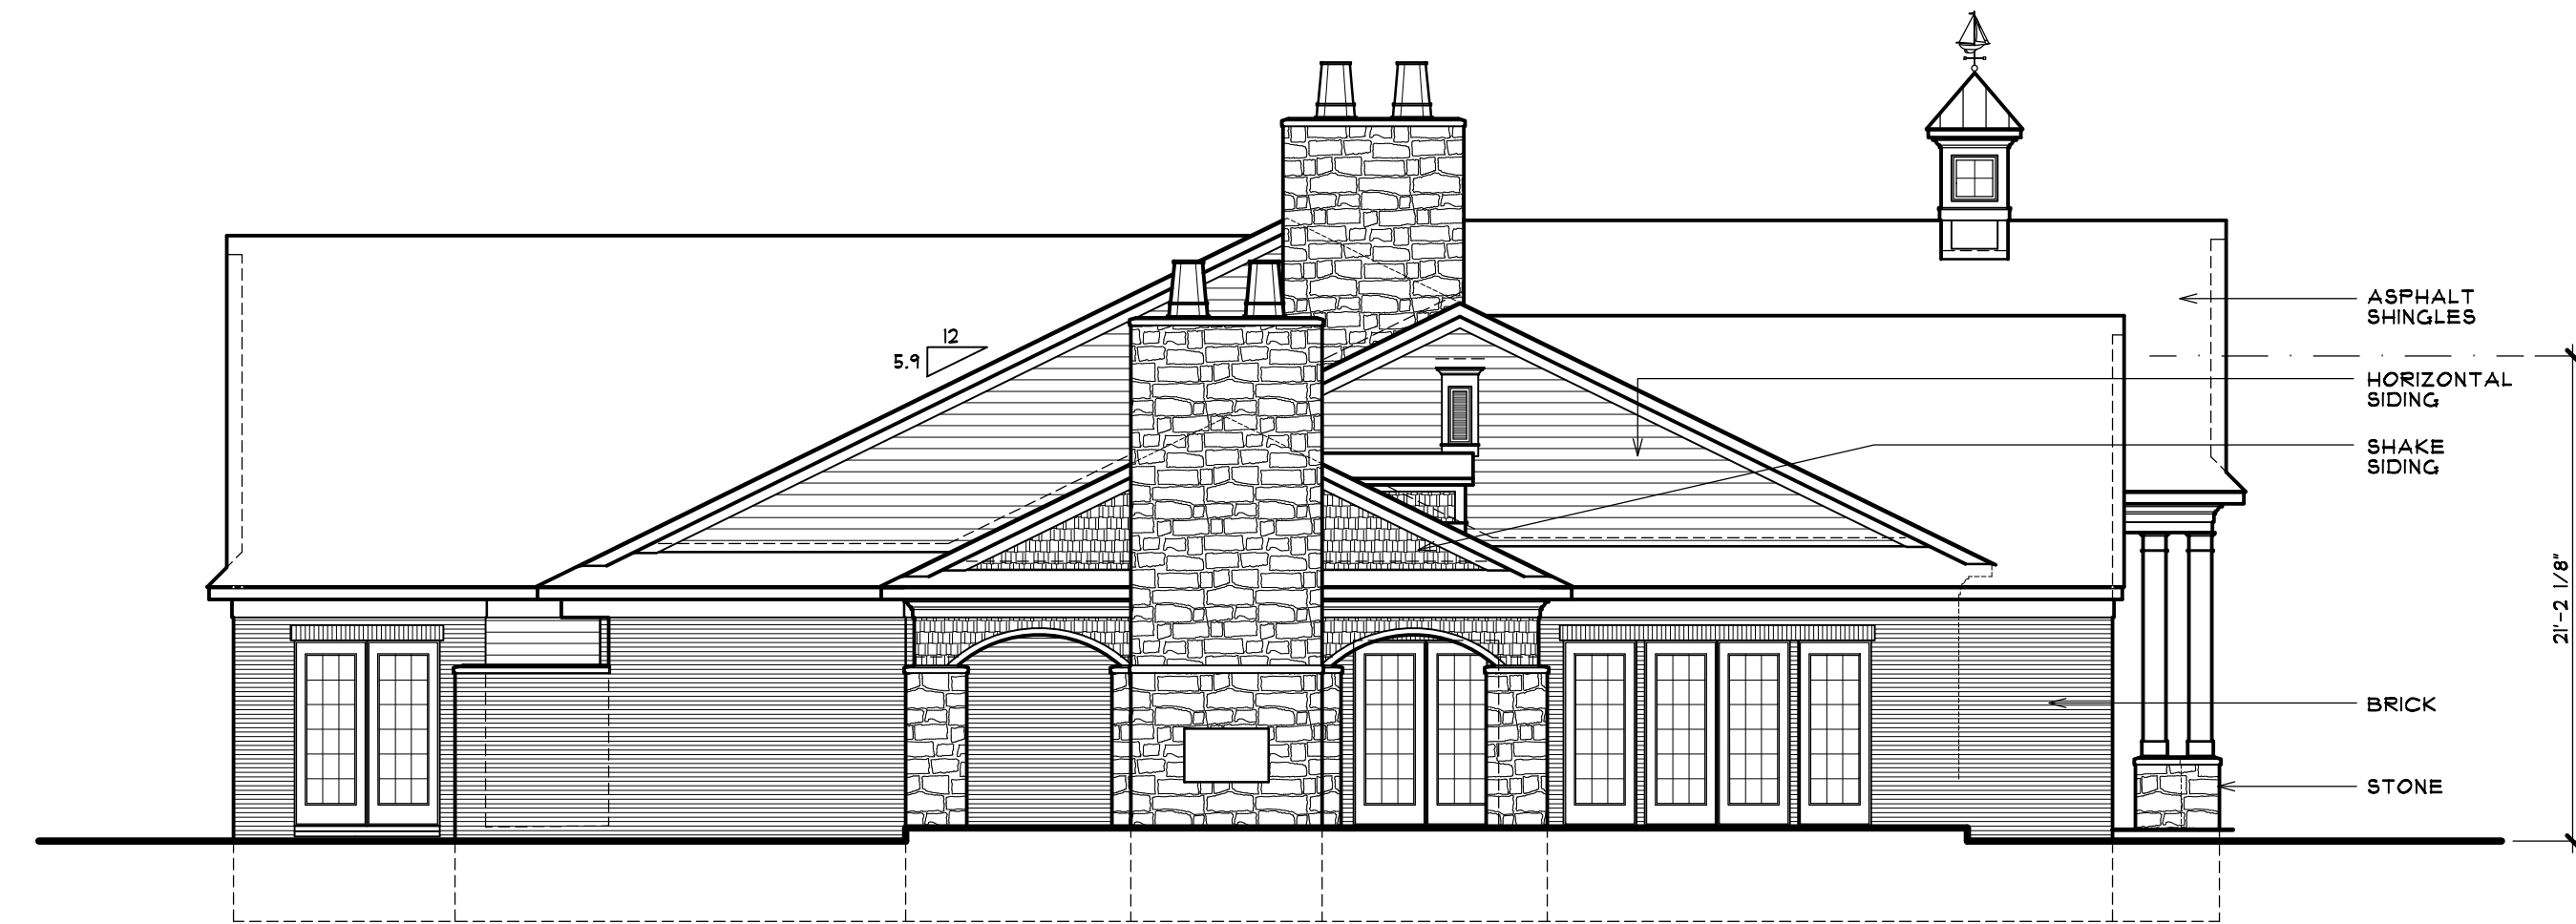 12
5.9
ASPHALT
SHINGLES
HORIZONTAL
SIDING
SHAKE
SIDING
BRICK
STONE
21'-2 1/8"